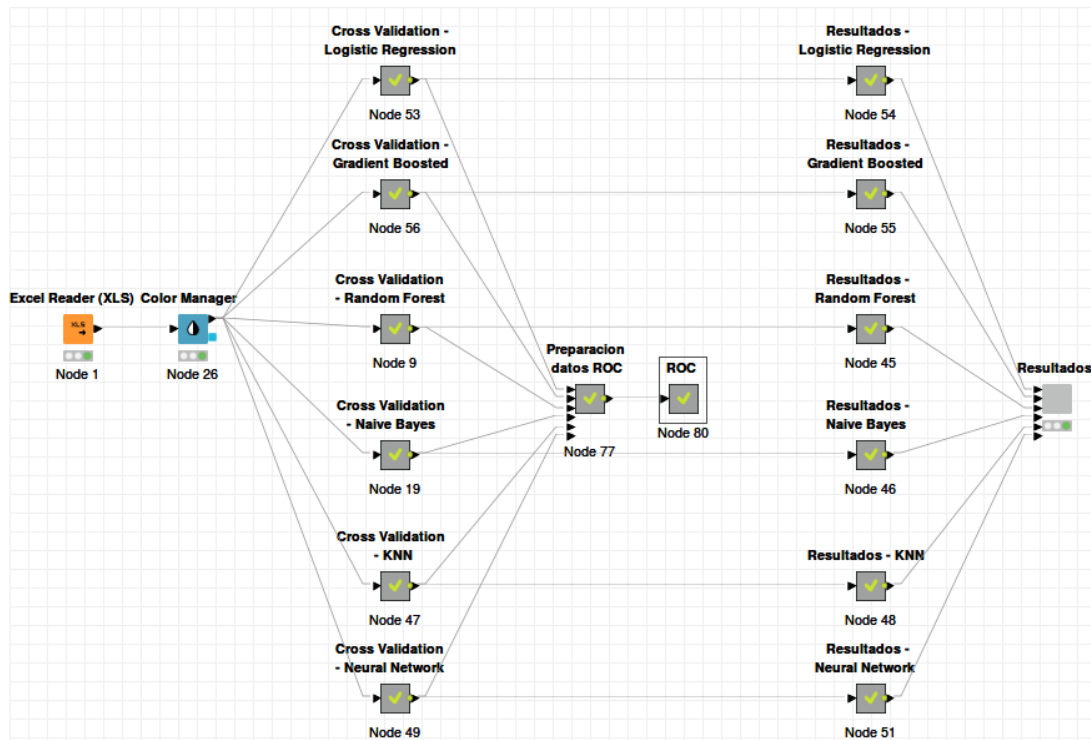 Cross Validation -
Logistic Regression
Node 53
Resultados -
Logistic Regression
Node 54
Cross Validation -
Gradient Boosted
Node 56
Resultados -
Gradient Boosted
Node 55
Excel Reader (XLS)
XLS
Node 1
Color Manager
Node 26
Cross Validation
- Random Forest
Node 9
Resultados -
Random Forest
Node 45
Preparacion
datos ROC
Node 77
ROC
Node 80
Resultados
Cross Validation
- Naive Bayes
Node 19
Resultados -
Naive Bayes
Node 46
Cross Validation
- KNN
Node 47
Resultados - KNN
Node 48
Cross Validation
- Neural Network
Node 49
Resultados -
Neural Network
Node 51